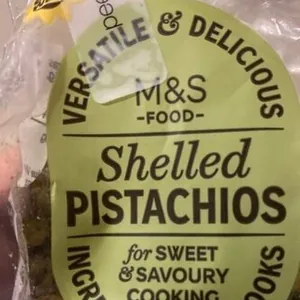 VERSATILE & DELICIOUS
M&S
-FOOD-
Shelled
PISTACHIOS
for SWEET
& SAVOURY
COOKING